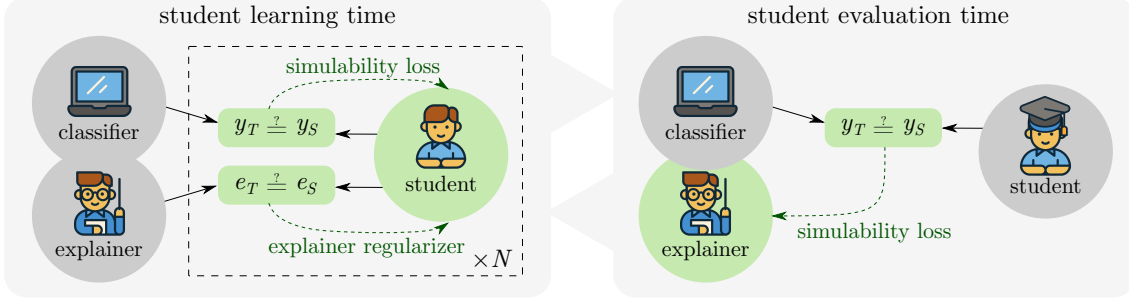 student learning time
simulability loss
classifier
y_T ≟ y_S
student
e_T ≟ e_S
explainer
explainer regularizer
×N
student evaluation time
classifier
y_T ≟ y_S
student
explainer
simulability loss